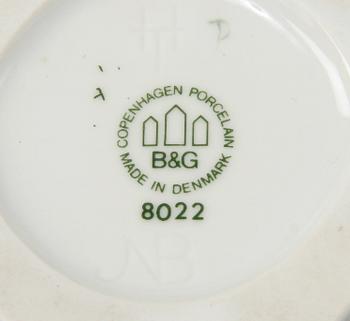 COPENHAGEN PORCELAIN
B&G
MADE IN DENMARK
8022